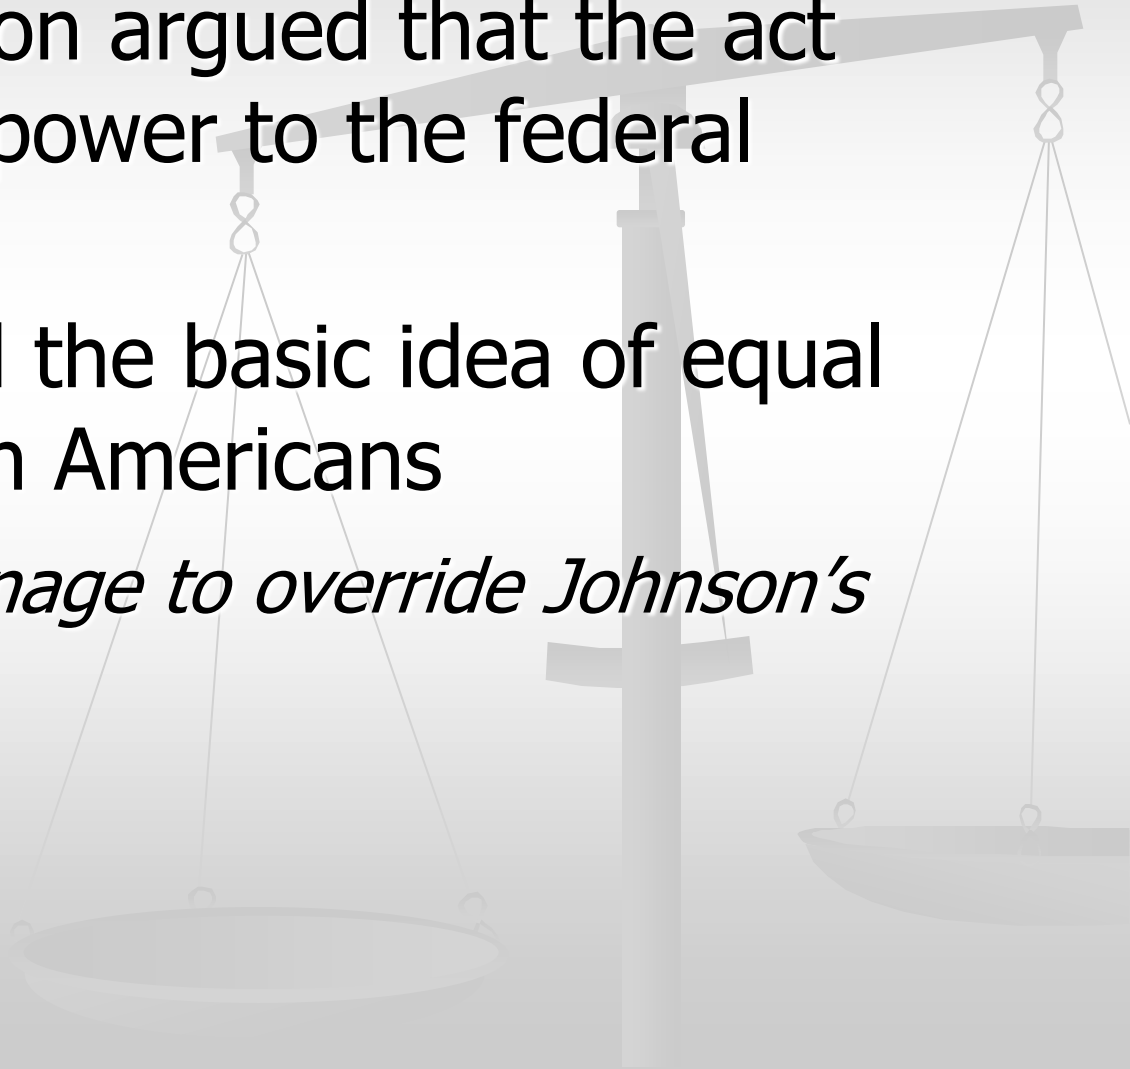 on argued that the act
power to the federal
the basic idea of equal
n Americans
nage to override Johnson’s